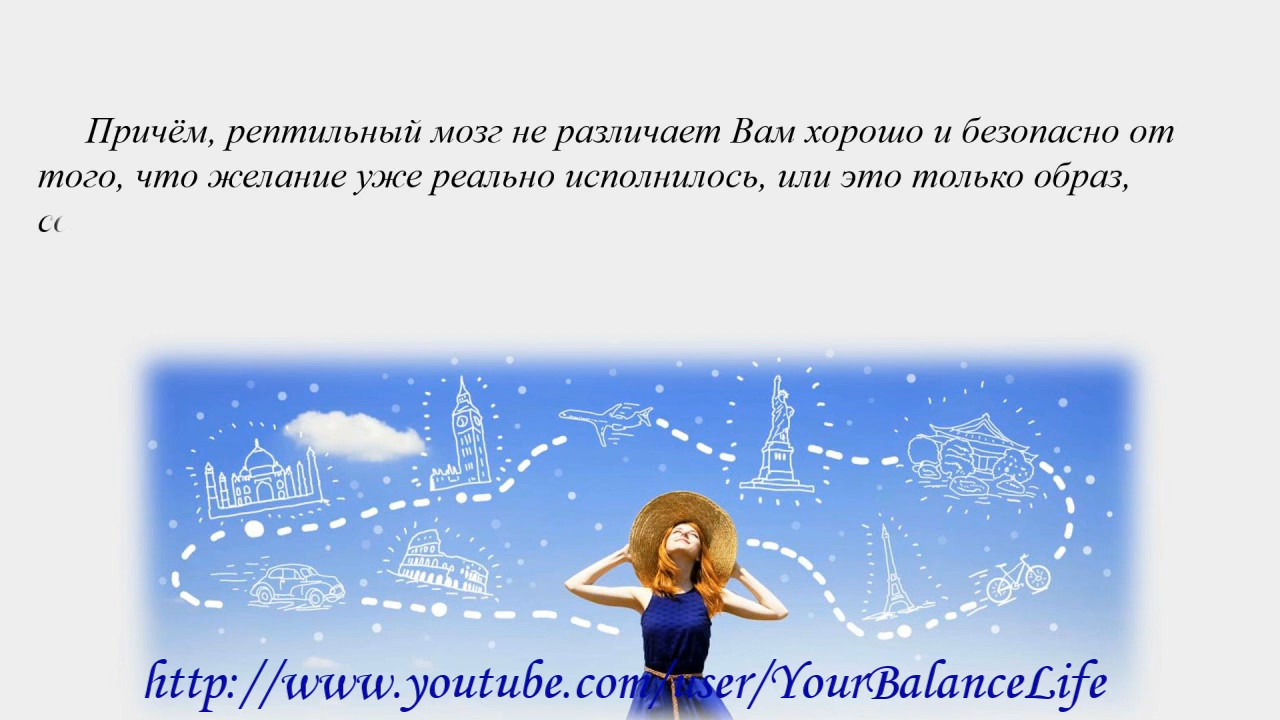 Причём, рептильный мозг не различает Вам хорошо и безопасно от
того, что желание уже реально исполнилось, или это только образ,
http://www.youtube.com/user/YourBalanceLife